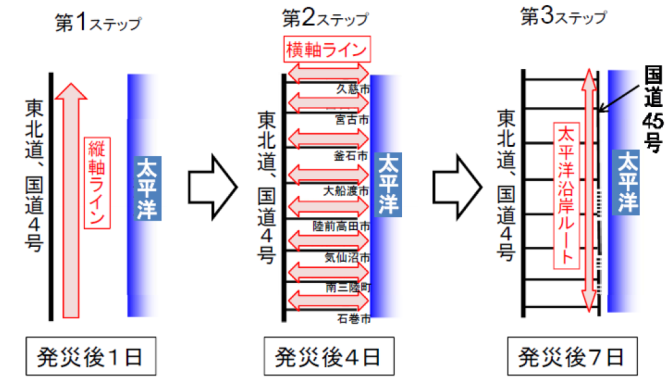 第1ステップ
東北道、国道4号
縦軸ライン
太平洋
発災後1日
第2ステップ
横軸ライン
東北道、国道4号
久慈市
宮古市
釜石市
大船渡市
陸前高田市
気仙沼市
南三陸町
石巻市
太平洋
発災後4日
第3ステップ
東北道、国道4号
太平洋沿岸ルート
国道45号
太平洋
発災後7日